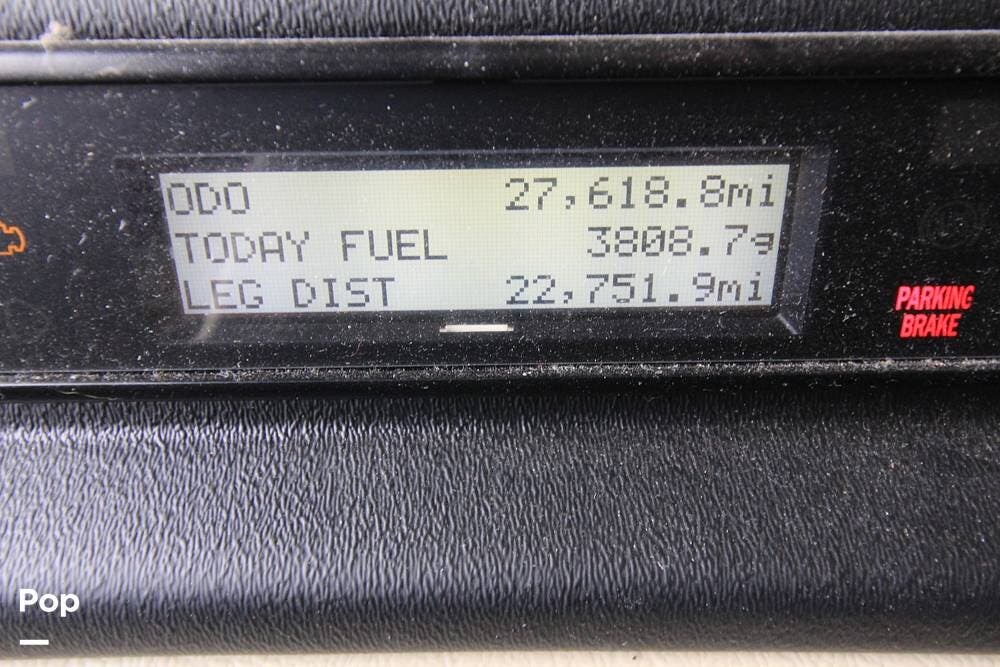 ODO 27,618.8mi
TODAY FUEL 3808.7g
LEG DIST 22,751.9mi
PARKING
BRAKE
Pop